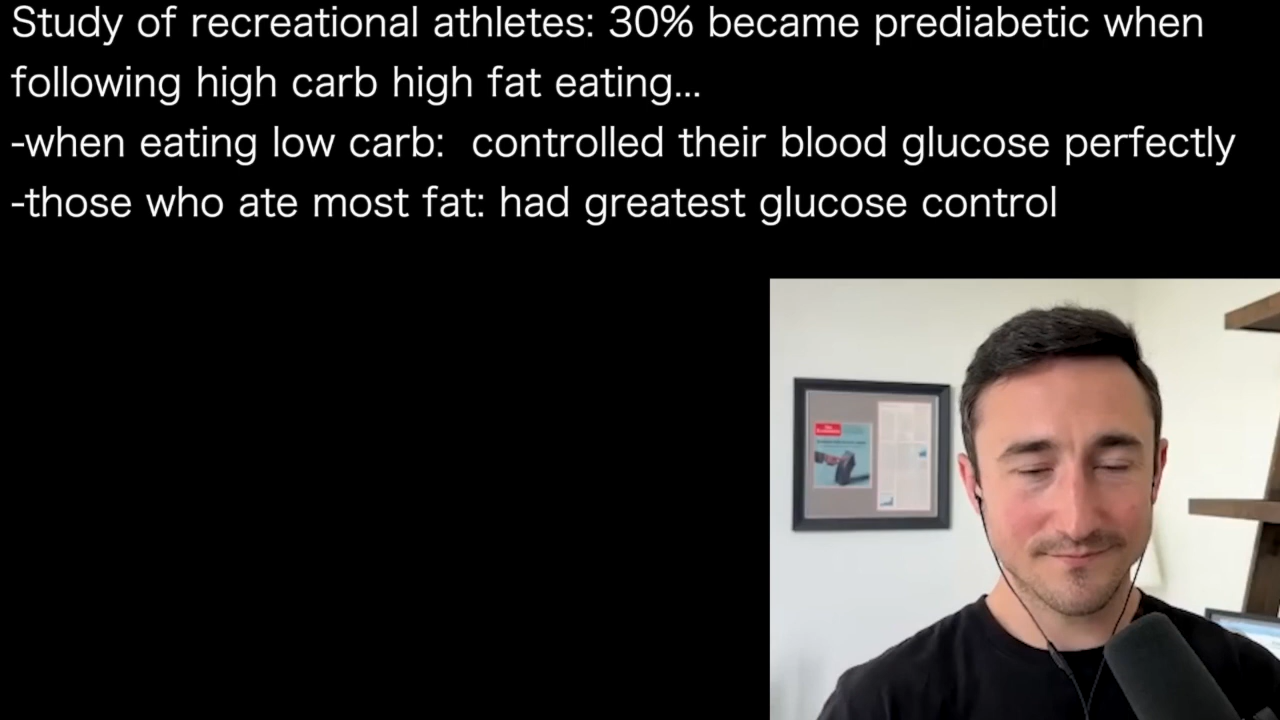 Study of recreational athletes: 30% became prediabetic when
following high carb high fat eating...
-when eating low carb:  controlled their blood glucose perfectly
-those who ate most fat: had greatest glucose control